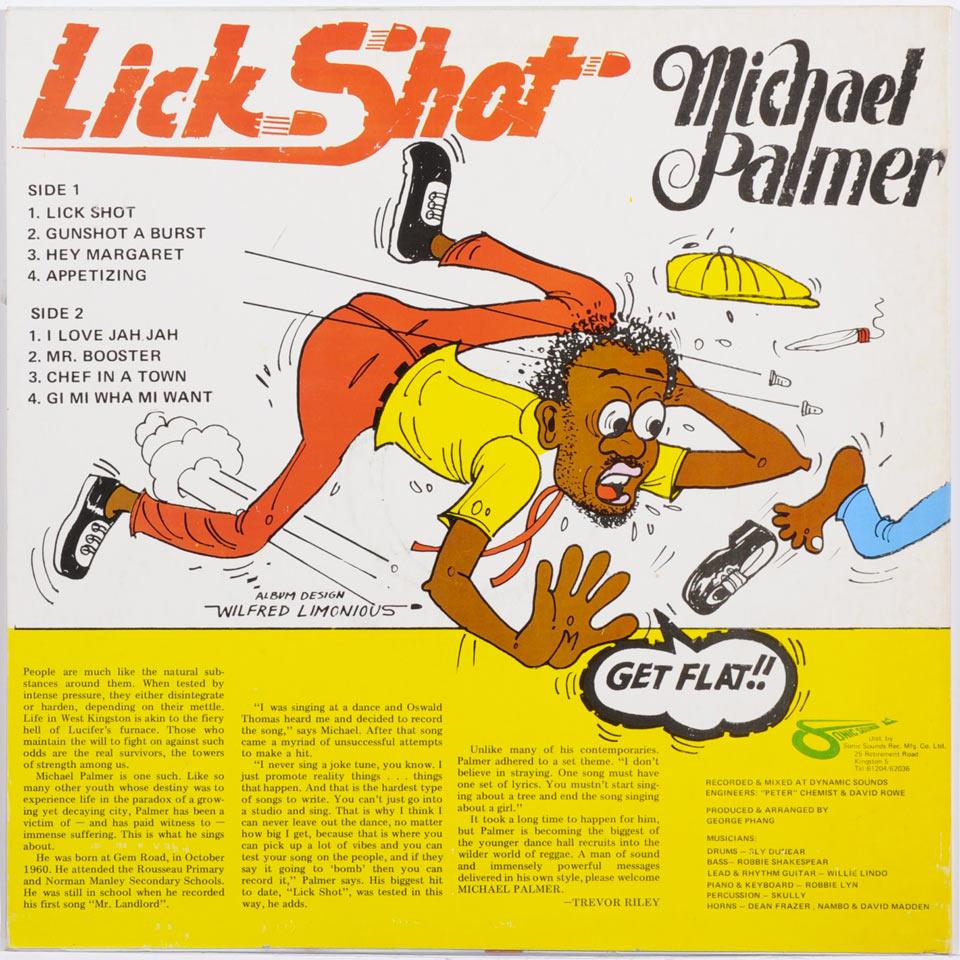 Lick Shot
Michael
Palmer
SIDE 1
1. LICK SHOT
2. GUNSHOT A BURST
3. HEY MARGARET
4. APPETIZING
SIDE 2
1. I LOVE JAH JAH
2. MR. BOOSTER
3. CHEF IN A TOWN
4. GI MI WHA MI WANT
ALBUM DESIGN
WILFRED LIMONIOUS
GET FLAT!!
People are much like the natural sub-
stances around them. When tested by
intense pressure, they either disintegrate
or harden, depending on their mettle.
Life in West Kingston is akin to the fiery
hell of Lucifer's furnace. Those who
maintain the will to fight on against such
odds are the real survivors, the towers
of strength among us.
Michael Palmer is one such. Like so
many other youth whose destiny was to
experience life in the paradox of a grow-
ing yet decaying city, Palmer has been a
victim of — and has paid witness to —
immense suffering. This is what he sings
about.
He was born at Gem Road, in October
1960. He attended the Rousseau Primary
and Norman Manley Secondary Schools.
He was still in school when he recorded
his first song "Mr. Landlord".
"I was singing at a dance and Oswald
Thomas heard me and decided to record
the song," says Michael. After that song
came a myriad of unsuccessful attempts
to make a hit.
"I never sing a joke tune, you know. I
just promote reality things . . . things
that happen. And that is the hardest type
of songs to write. You can't just go into
a studio and sing. That is why I think I
can never leave out the dance, no matter
how big I get, because that is where you
can pick up a lot of vibes and you can
test your song on the people, and if they
say it going to 'bomb' then you can
record it," Palmer says. His biggest hit
to date, "Lick Shot", was tested in this
way, he adds.
Unlike many of his contemporaries.
Palmer adhered to a set theme. "I don't
believe in straying. One song must have
one set of lyrics. You mustn't start sing-
ing about a tree and end the song singing
about a girl."
It took a long time to happen for him,
but Palmer is becoming the biggest of
the younger dance hall recruits into the
wilder world of reggae. A man of sound
and immensely powerful messages
delivered in his own style, please welcome
MICHAEL PALMER.
—TREVOR RILEY
SONIC SOUNDS
Dist. by
Sonic Sounds Rec. Mfg. Co. Ltd.
25 Retirement Road
Kingston 5
Tel: 61204/62036
RECORDED & MIXED AT DYNAMIC SOUNDS
ENGINEERS: "PETER" CHEMIST & DAVID ROWE
PRODUCED & ARRANGED BY
GEORGE PHANG
MUSICIANS:
DRUMS – SLY DUNBAR
BASS – ROBBIE SHAKESPEAR
LEAD & RHYTHM GUITAR – WILLIE LINDO
PIANO & KEYBOARD – ROBBIE LYN
PERCUSSION – SKULLY
HORNS – DEAN FRAZER, NAMBO & DAVID MADDEN